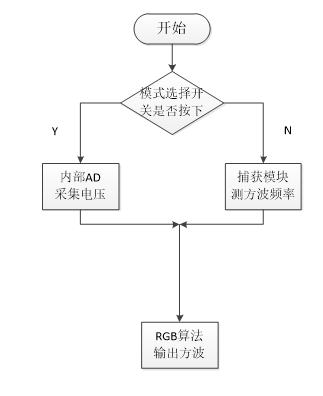 开始
模式选择开
关是否按下
Y
N
内部AD
采集电压
捕获模块
测方波频率
RGB算法
输出方波